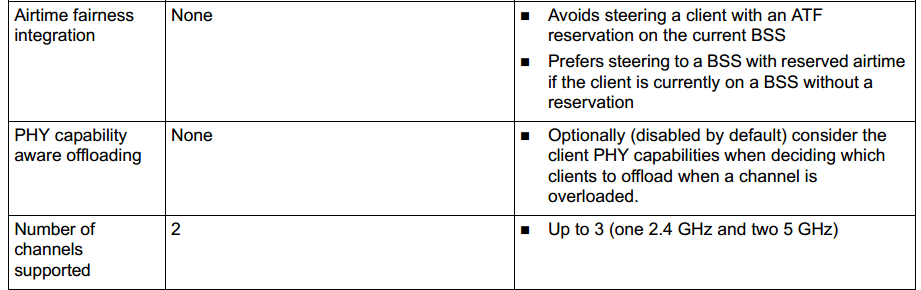 Airtime fairness
integration
None
■ Avoids steering a client with an ATF
reservation on the current BSS
■ Prefers steering to a BSS with reserved airtime
if the client is currently on a BSS without a
reservation
PHY capability
aware offloading
None
■ Optionally (disabled by default) consider the
client PHY capabilities when deciding which
clients to offload when a channel is
overloaded.
Number of
channels
supported
2
■ Up to 3 (one 2.4 GHz and two 5 GHz)